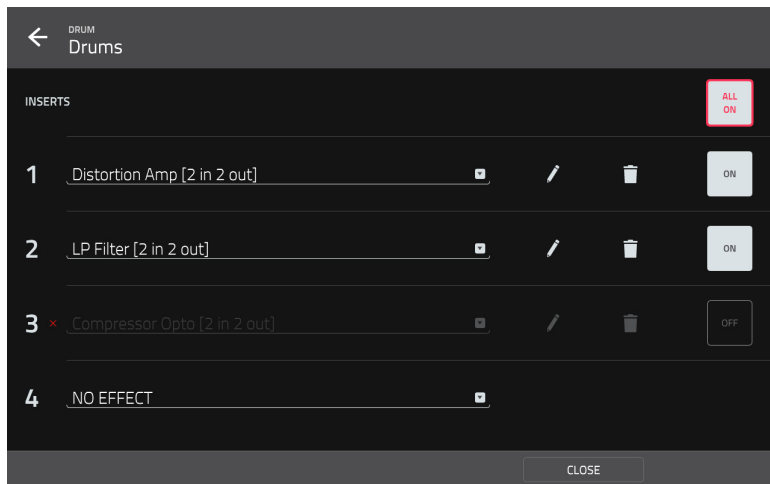 DRUM
Drums
INSERTS
ALL
ON
1 Distortion Amp [2 in 2 out] ON
2 LP Filter [2 in 2 out] ON
3 × Compressor Opto [2 in 2 out] OFF
4 NO EFFECT
CLOSE